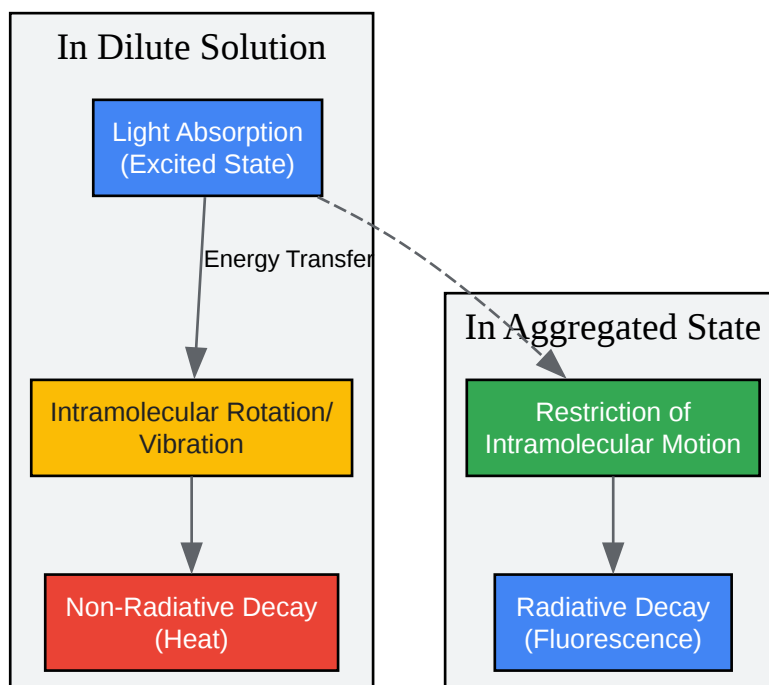 In Dilute Solution
Light Absorption
(Excited State)
Energy Transfer
Intramolecular Rotation/
Vibration
Non-Radiative Decay
(Heat)
In Aggregated State
Restriction of
Intramolecular Motion
Radiative Decay
(Fluorescence)